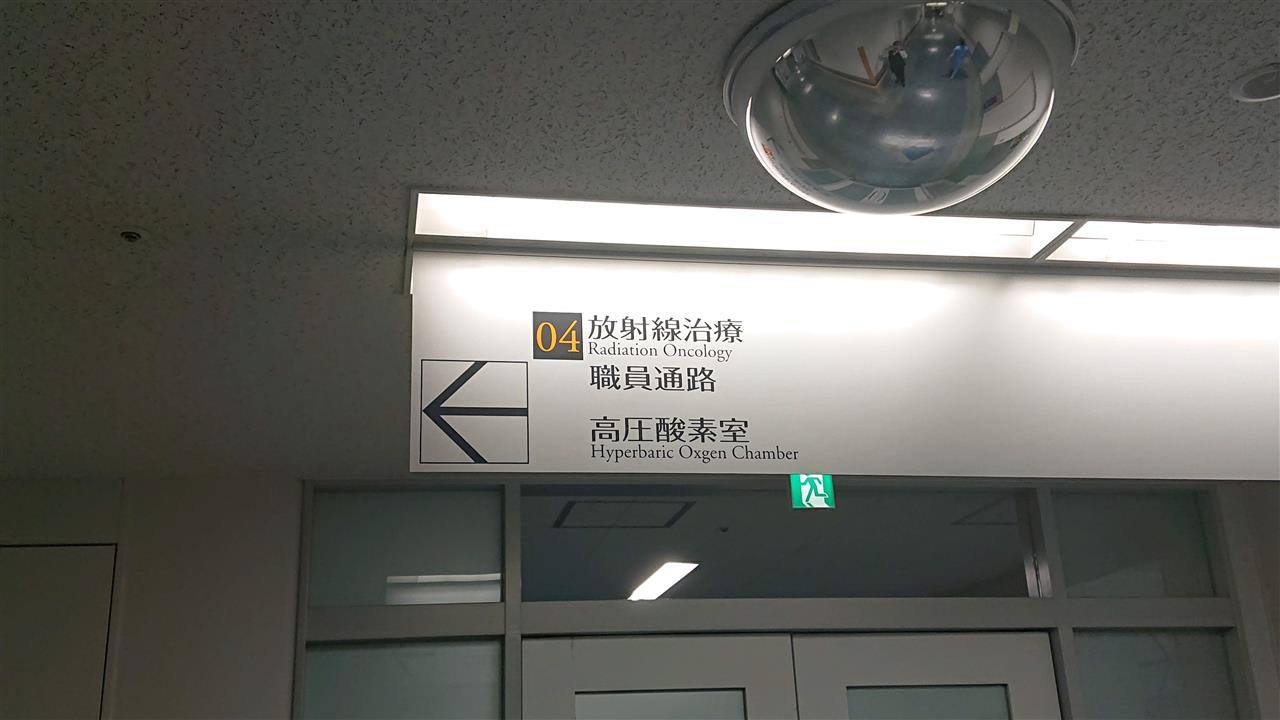 04 放射線治療
Radiation Oncology
職員通路
高圧酸素室
Hyperbaric Oxgen Chamber